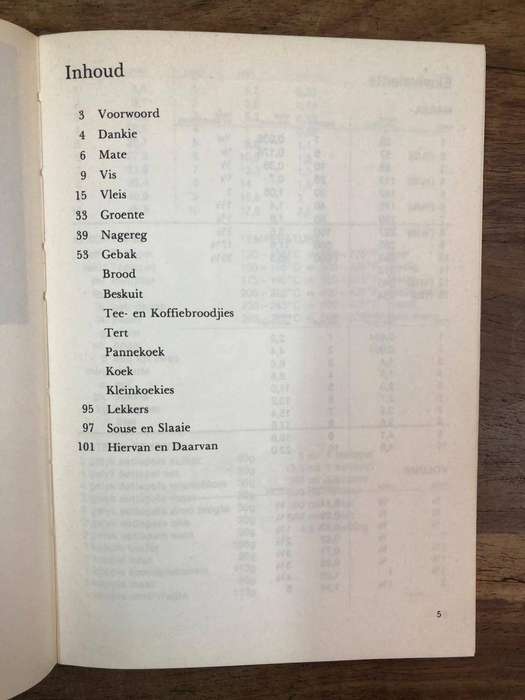 Inhoud
3 Voorwoord
4 Dankie
6 Mate
9 Vis
15 Vleis
33 Groente
39 Nagereg
53 Gebak
Brood
Beskuit
Tee- en Koffiebroodjies
Tert
Pannekoek
Koek
Kleinkoekies
95 Lekkers
97 Souse en Slaaie
101 Hiervan en Daarvan
5